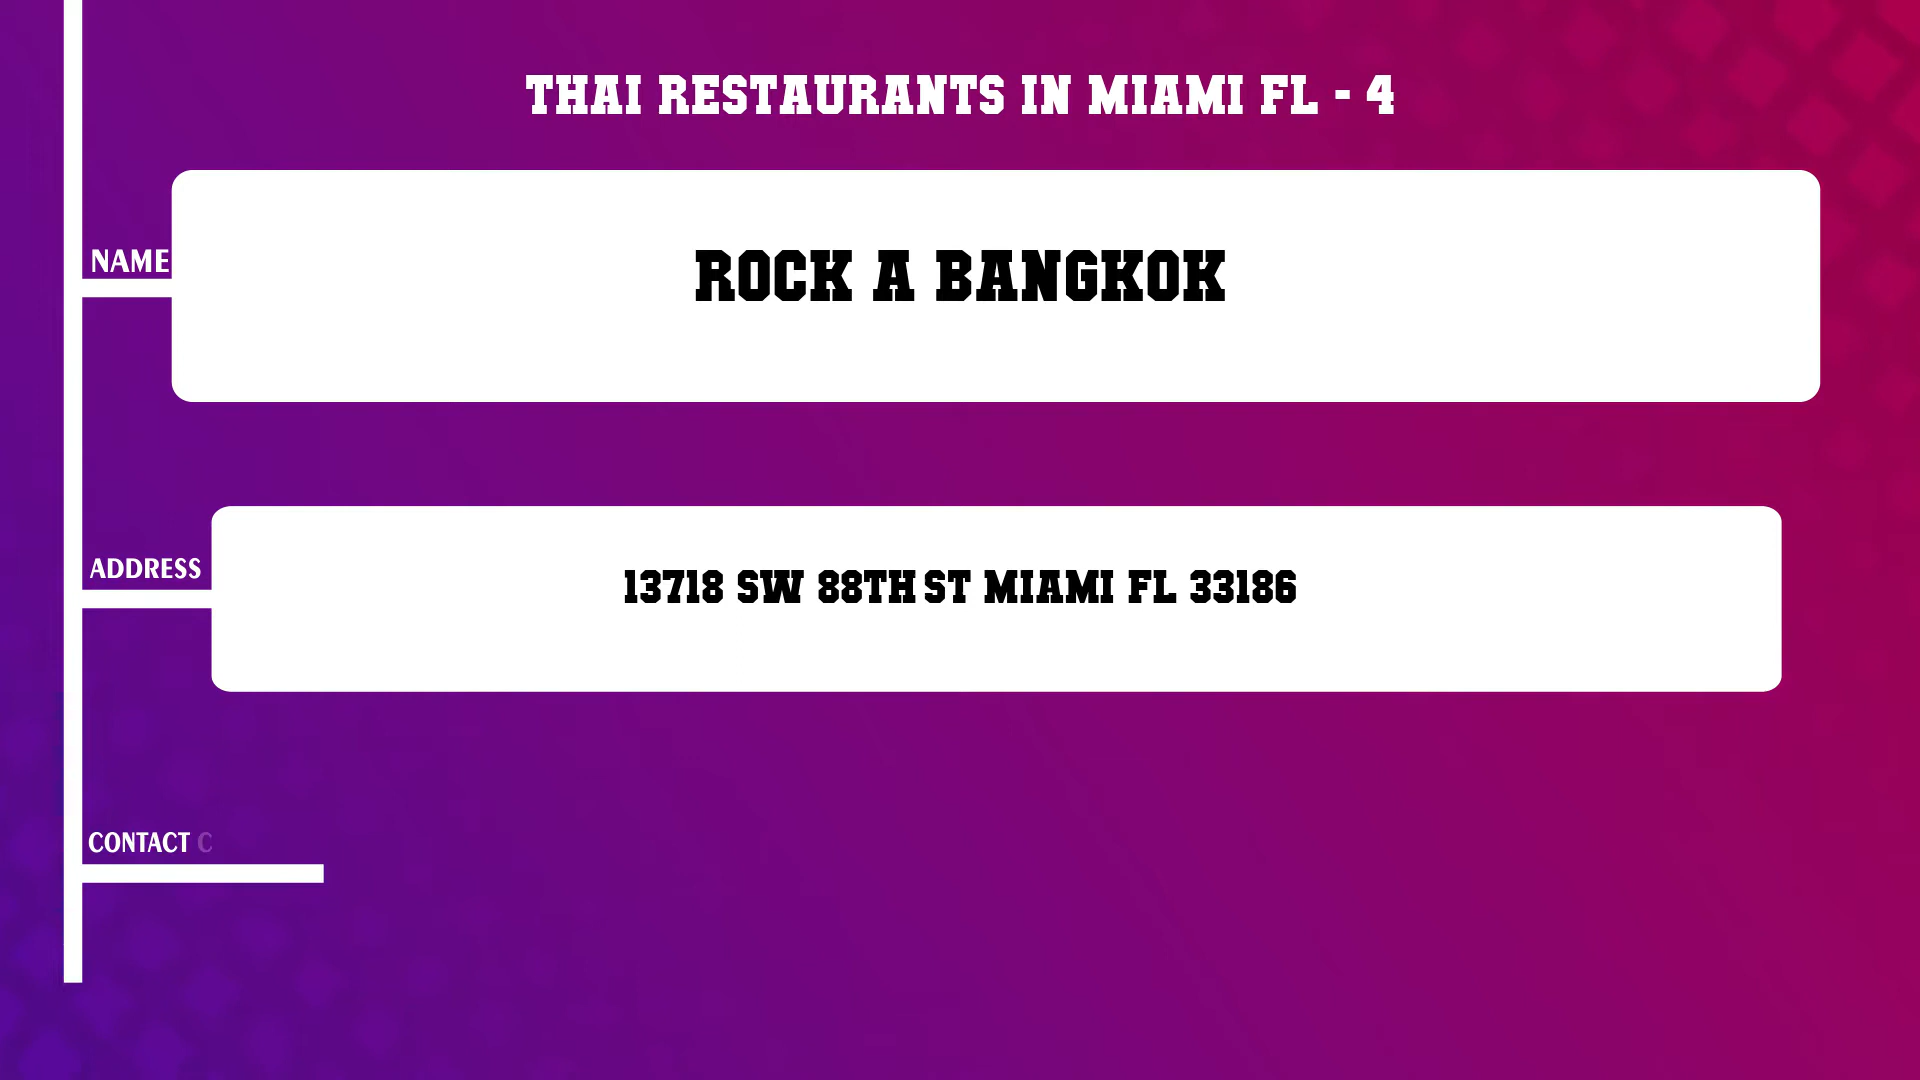 THAI RESTAURANTS IN MIAMI FL - 4
NAME
ROCK A BANGKOK
ADDRESS
13718 SW 88TH ST MIAMI FL 33186
CONTACT C